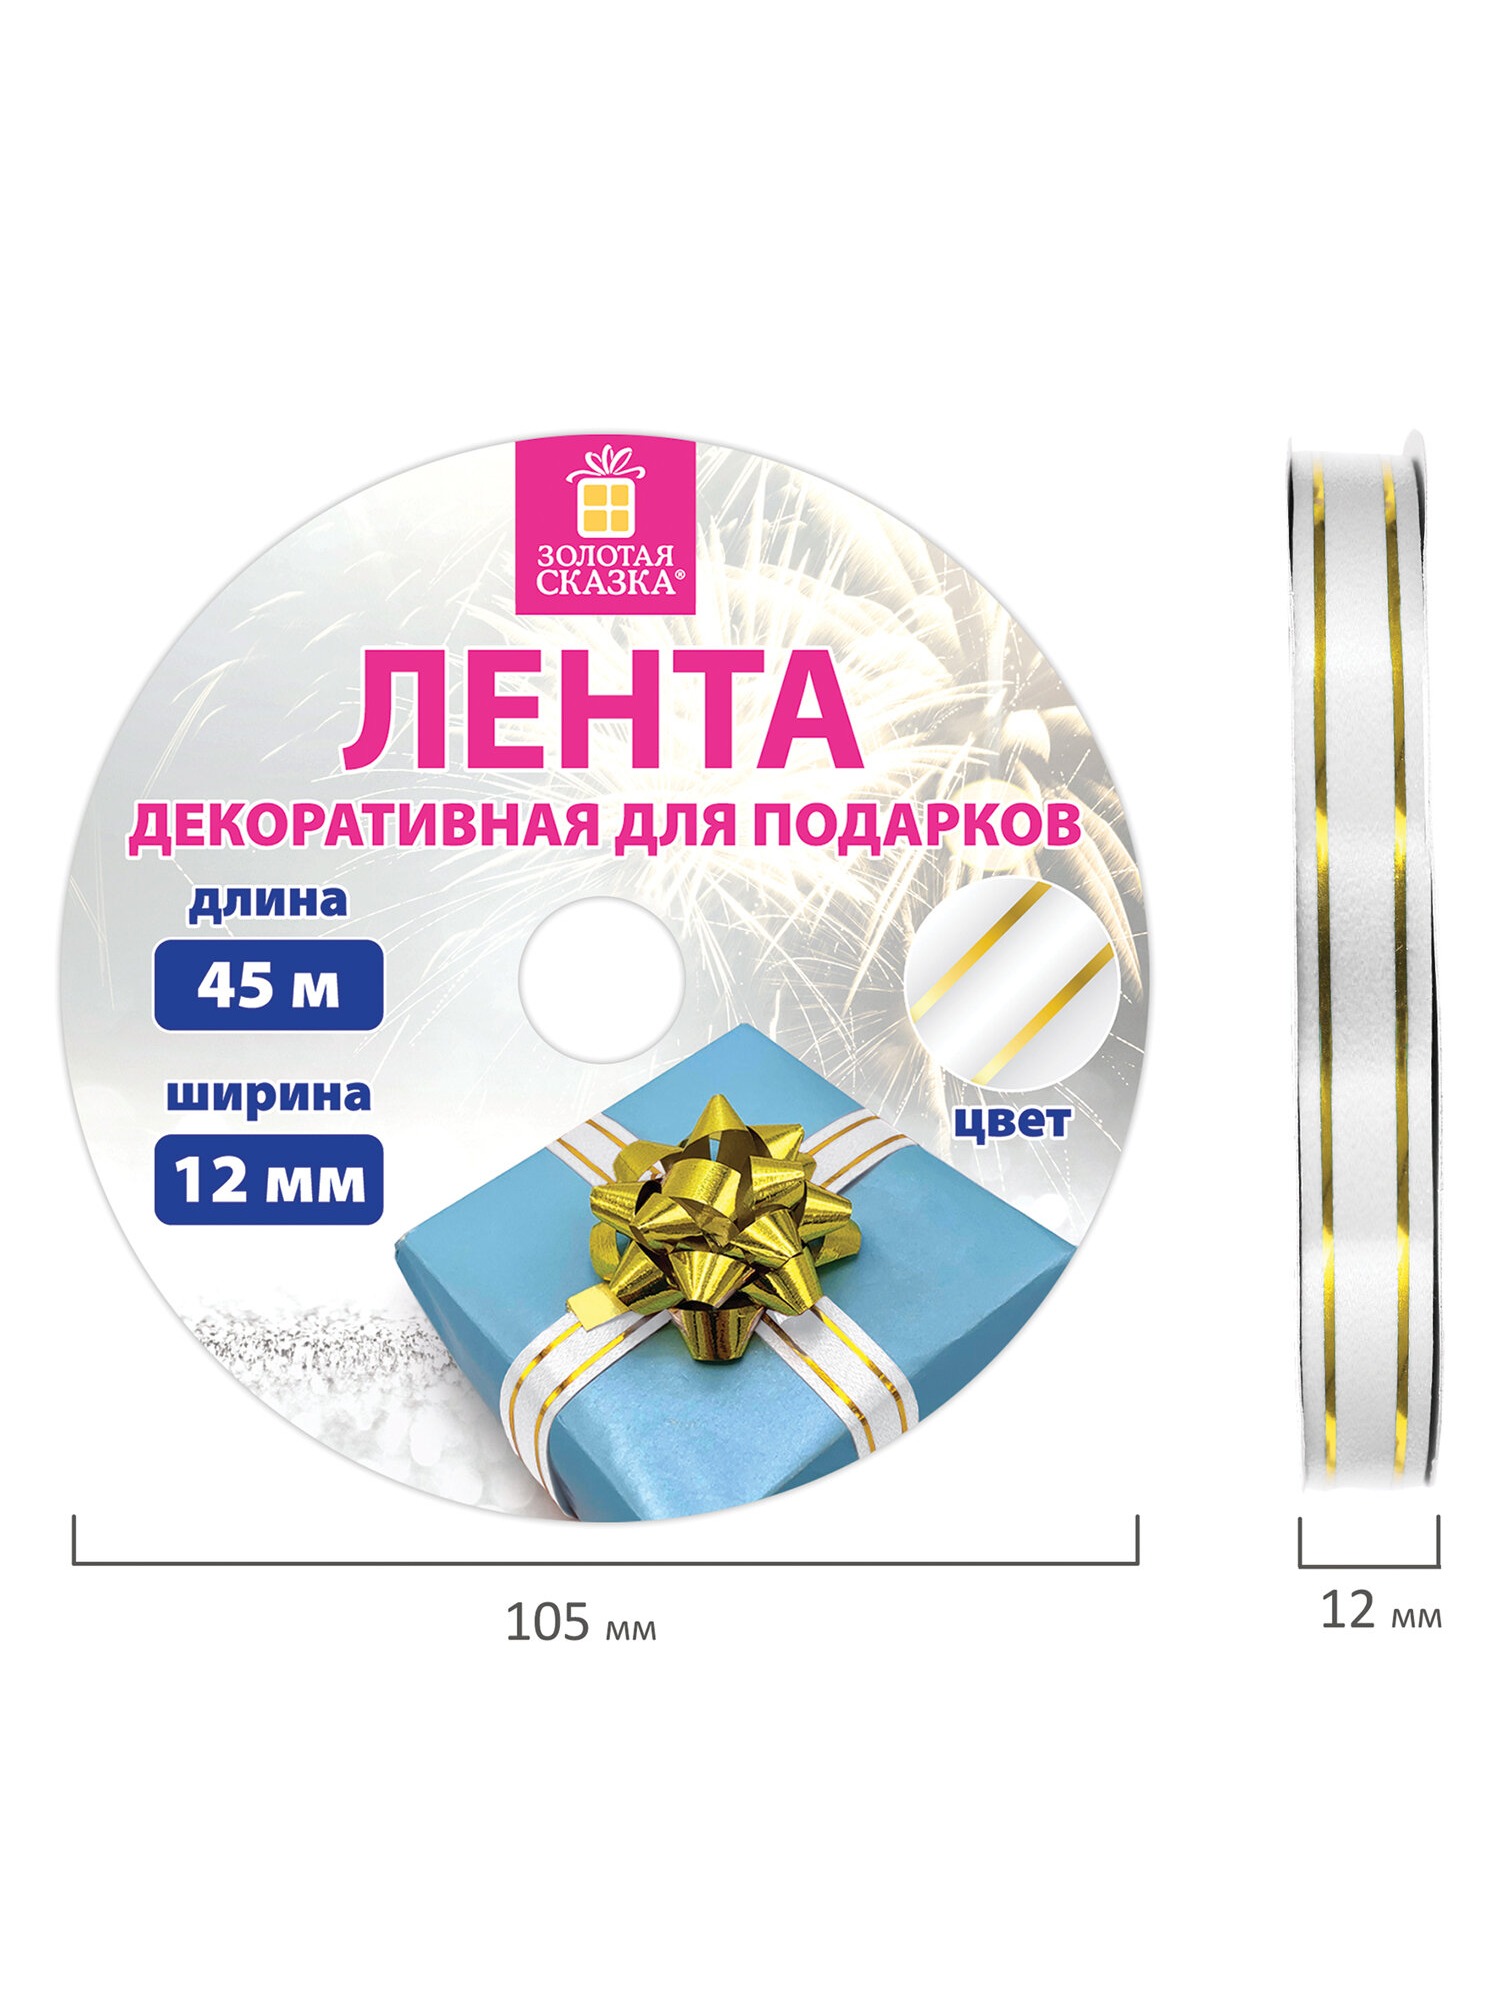 ЗОЛОТАЯ
СКАЗКА®
ЛЕНТА
ДЕКОРАТИВНАЯ ДЛЯ ПОДАРКОВ
длина
45 м
ширина
12 мм
цвет
105 мм
12 мм